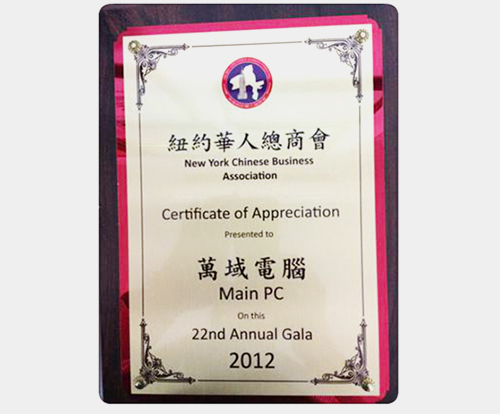 紐約華人總商會
New York Chinese Business
Association
Certificate of Appreciation
Presented to
萬域電腦
Main PC
On this
22nd Annual Gala
2012